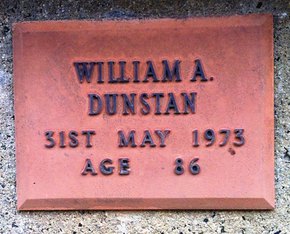 WILLIAM A.
DUNSTAN
31ST MAY 1973
AGE 86